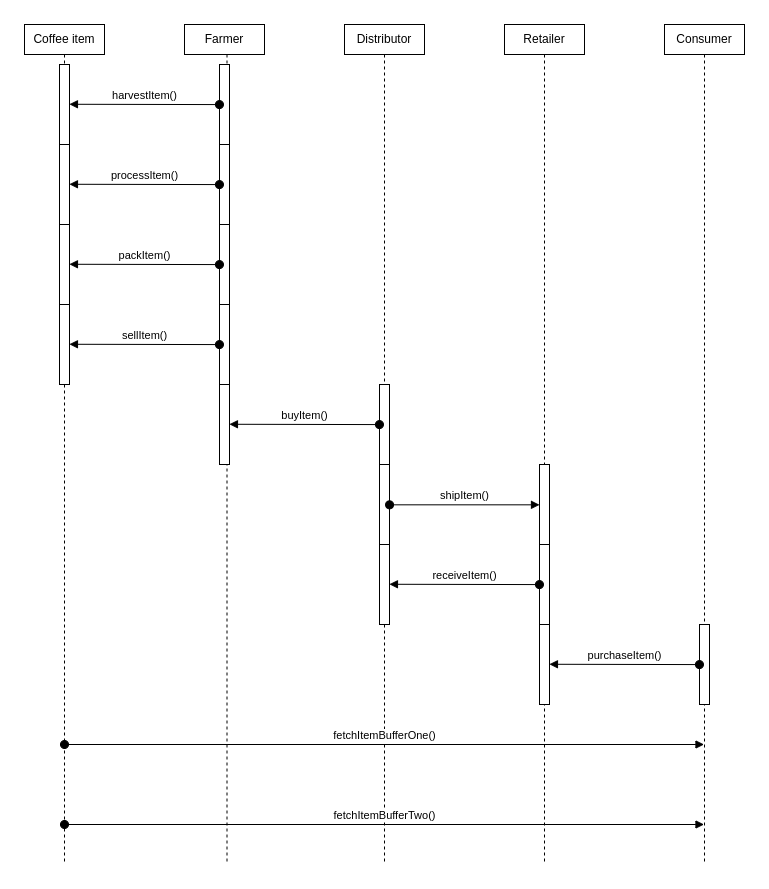 Coffee item
Farmer
Distributor
Retailer
Consumer
harvestItem()
processItem()
packItem()
sellItem()
buyItem()
shipItem()
receiveItem()
purchaseItem()
fetchItemBufferOne()
fetchItemBufferTwo()